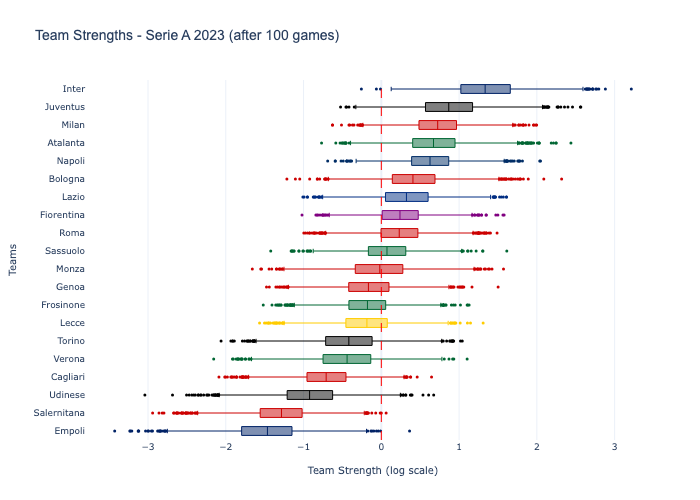 Team Strengths - Serie A 2023 (after 100 games)
Inter
Juventus
Milan
Atalanta
Napoli
Bologna
Lazio
Fiorentina
Roma
Sassuolo
Monza
Genoa
Frosinone
Lecce
Torino
Verona
Cagliari
Udinese
Salernitana
Empoli
Teams
−3 −2 −1 0 1 2 3
Team Strength (log scale)